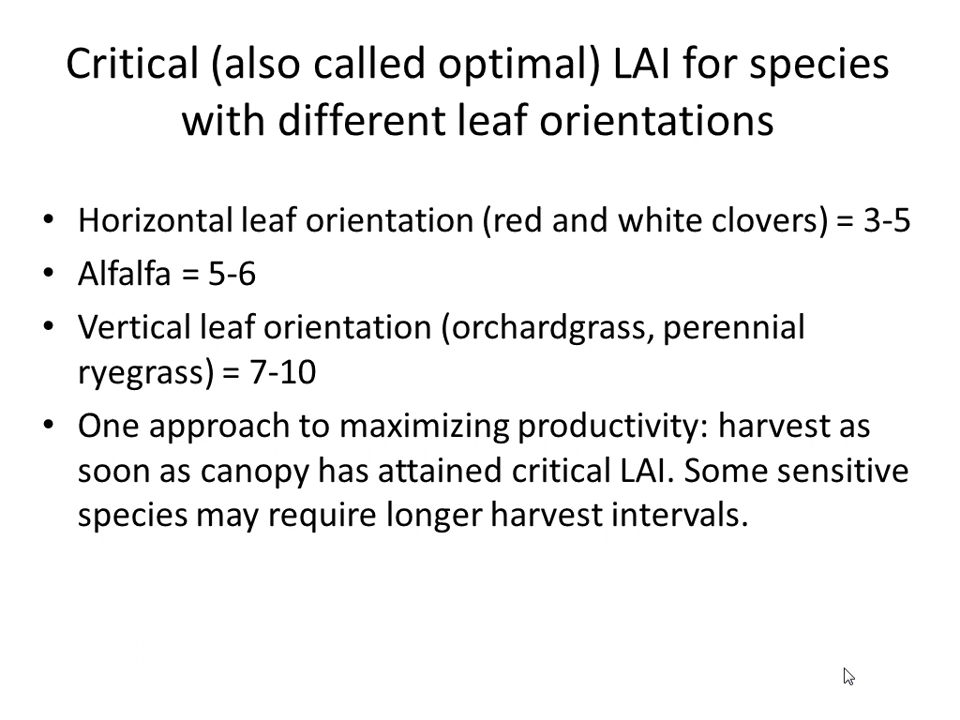 Critical (also called optimal) LAI for species
with different leaf orientations
• Horizontal leaf orientation (red and white clovers) = 3-5
• Alfalfa = 5-6
• Vertical leaf orientation (orchardgrass, perennial
ryegrass) = 7-10
• One approach to maximizing productivity: harvest as
soon as canopy has attained critical LAI. Some sensitive
species may require longer harvest intervals.